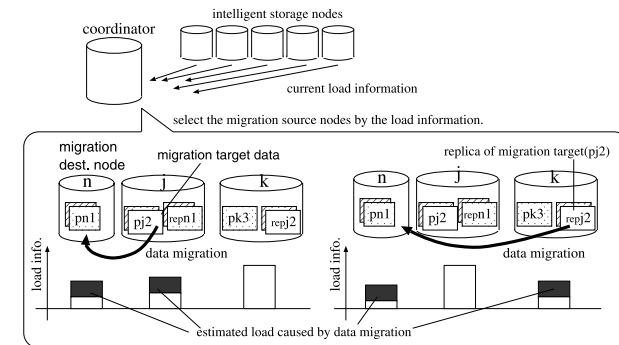 coordinator
intelligent storage nodes
current load information
select the migration source nodes by the load information.
migration
dest. node
migration target data
n
j
k
pn1
pj2
repn1
pk3
repj2
data migration
load info.
replica of migration target(pj2)
n
j
k
pn1
pj2
repn1
pk3
repj2
data migration
load info.
estimated load caused by data migration